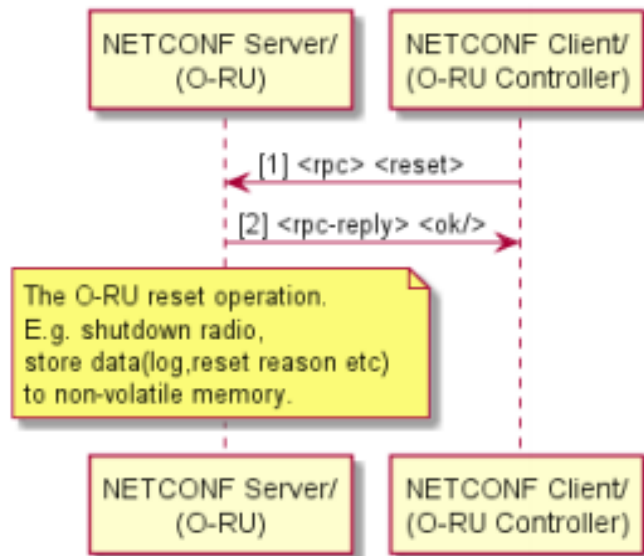 NETCONF Server/
(O-RU)
NETCONF Client/
(O-RU Controller)
[1] <rpc> <reset>
[2] <rpc-reply> <ok/>
The O-RU reset operation.
E.g. shutdown radio,
store data(log,reset reason etc)
to non-volatile memory.
NETCONF Server/
(O-RU)
NETCONF Client/
(O-RU Controller)